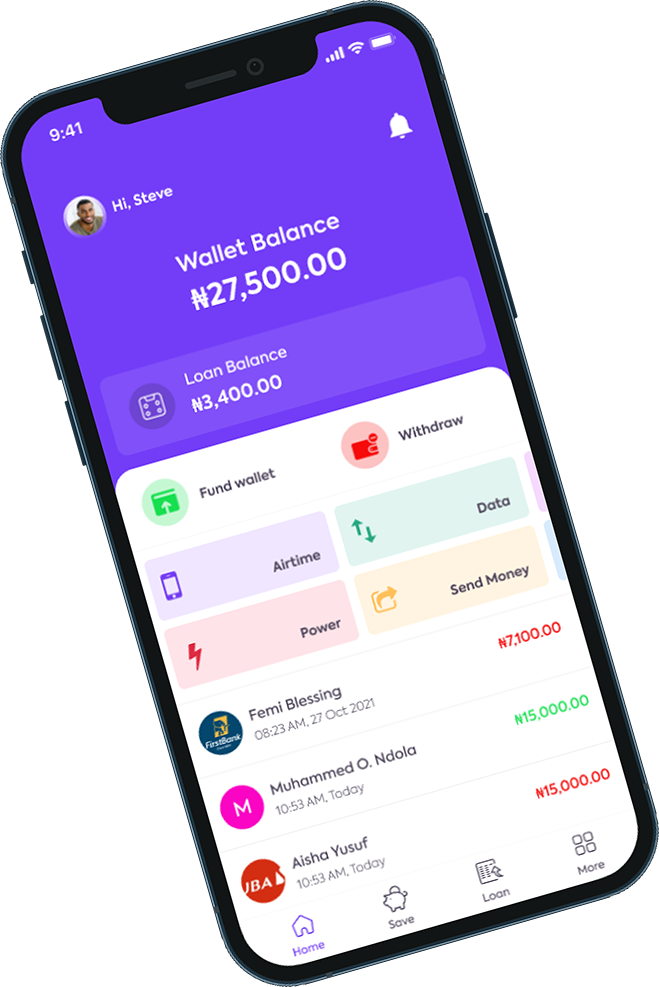 9:41
Hi, Steve
Wallet Balance
₦27,500.00
Loan Balance
₦3,400.00
Fund wallet
Withdraw
Airtime
Data
Power
Send Money
FirstBank
Femi Blessing
08:23 AM, 27 Oct 2021
₦7,100.00
M
Muhammed O. Ndola
10:53 AM, Today
₦15,000.00
UBA
Aisha Yusuf
10:53 AM, Today
₦15,000.00
Home
Save
Loan
More